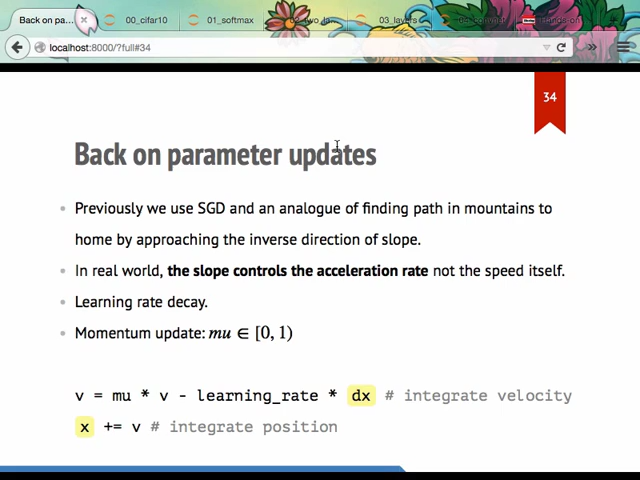 Back on pa...
00_cifar10
01_softmax
03_layers
localhost:8000/?full#34
34
Back on parameter updates
Previously we use SGD and an analogue of finding path in mountains to
home by approaching the inverse direction of slope.
In real world, the slope controls the acceleration rate not the speed itself.
Learning rate decay.
Momentum update: mu ∈ [0, 1)
v = mu * v - learning_rate * dx # integrate velocity
x += v # integrate position